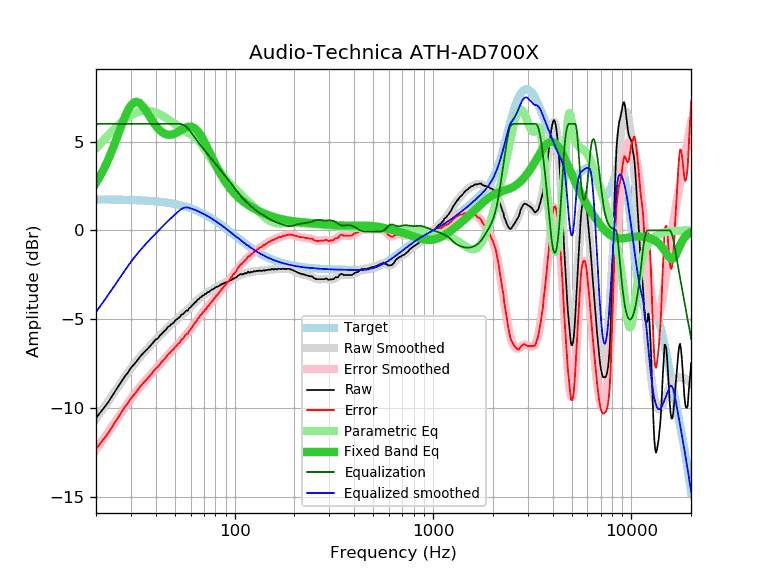 Audio-Technica ATH-AD700X
Amplitude (dBr)
5
0
−5
−10
−15
Target
Raw Smoothed
Error Smoothed
Raw
Error
Parametric Eq
Fixed Band Eq
Equalization
Equalized smoothed
100
1000
10000
Frequency (Hz)